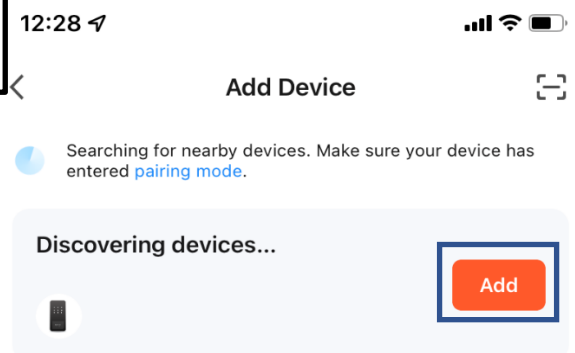 12:28
Add Device
Searching for nearby devices. Make sure your device has
entered pairing mode.
Discovering devices...
Add